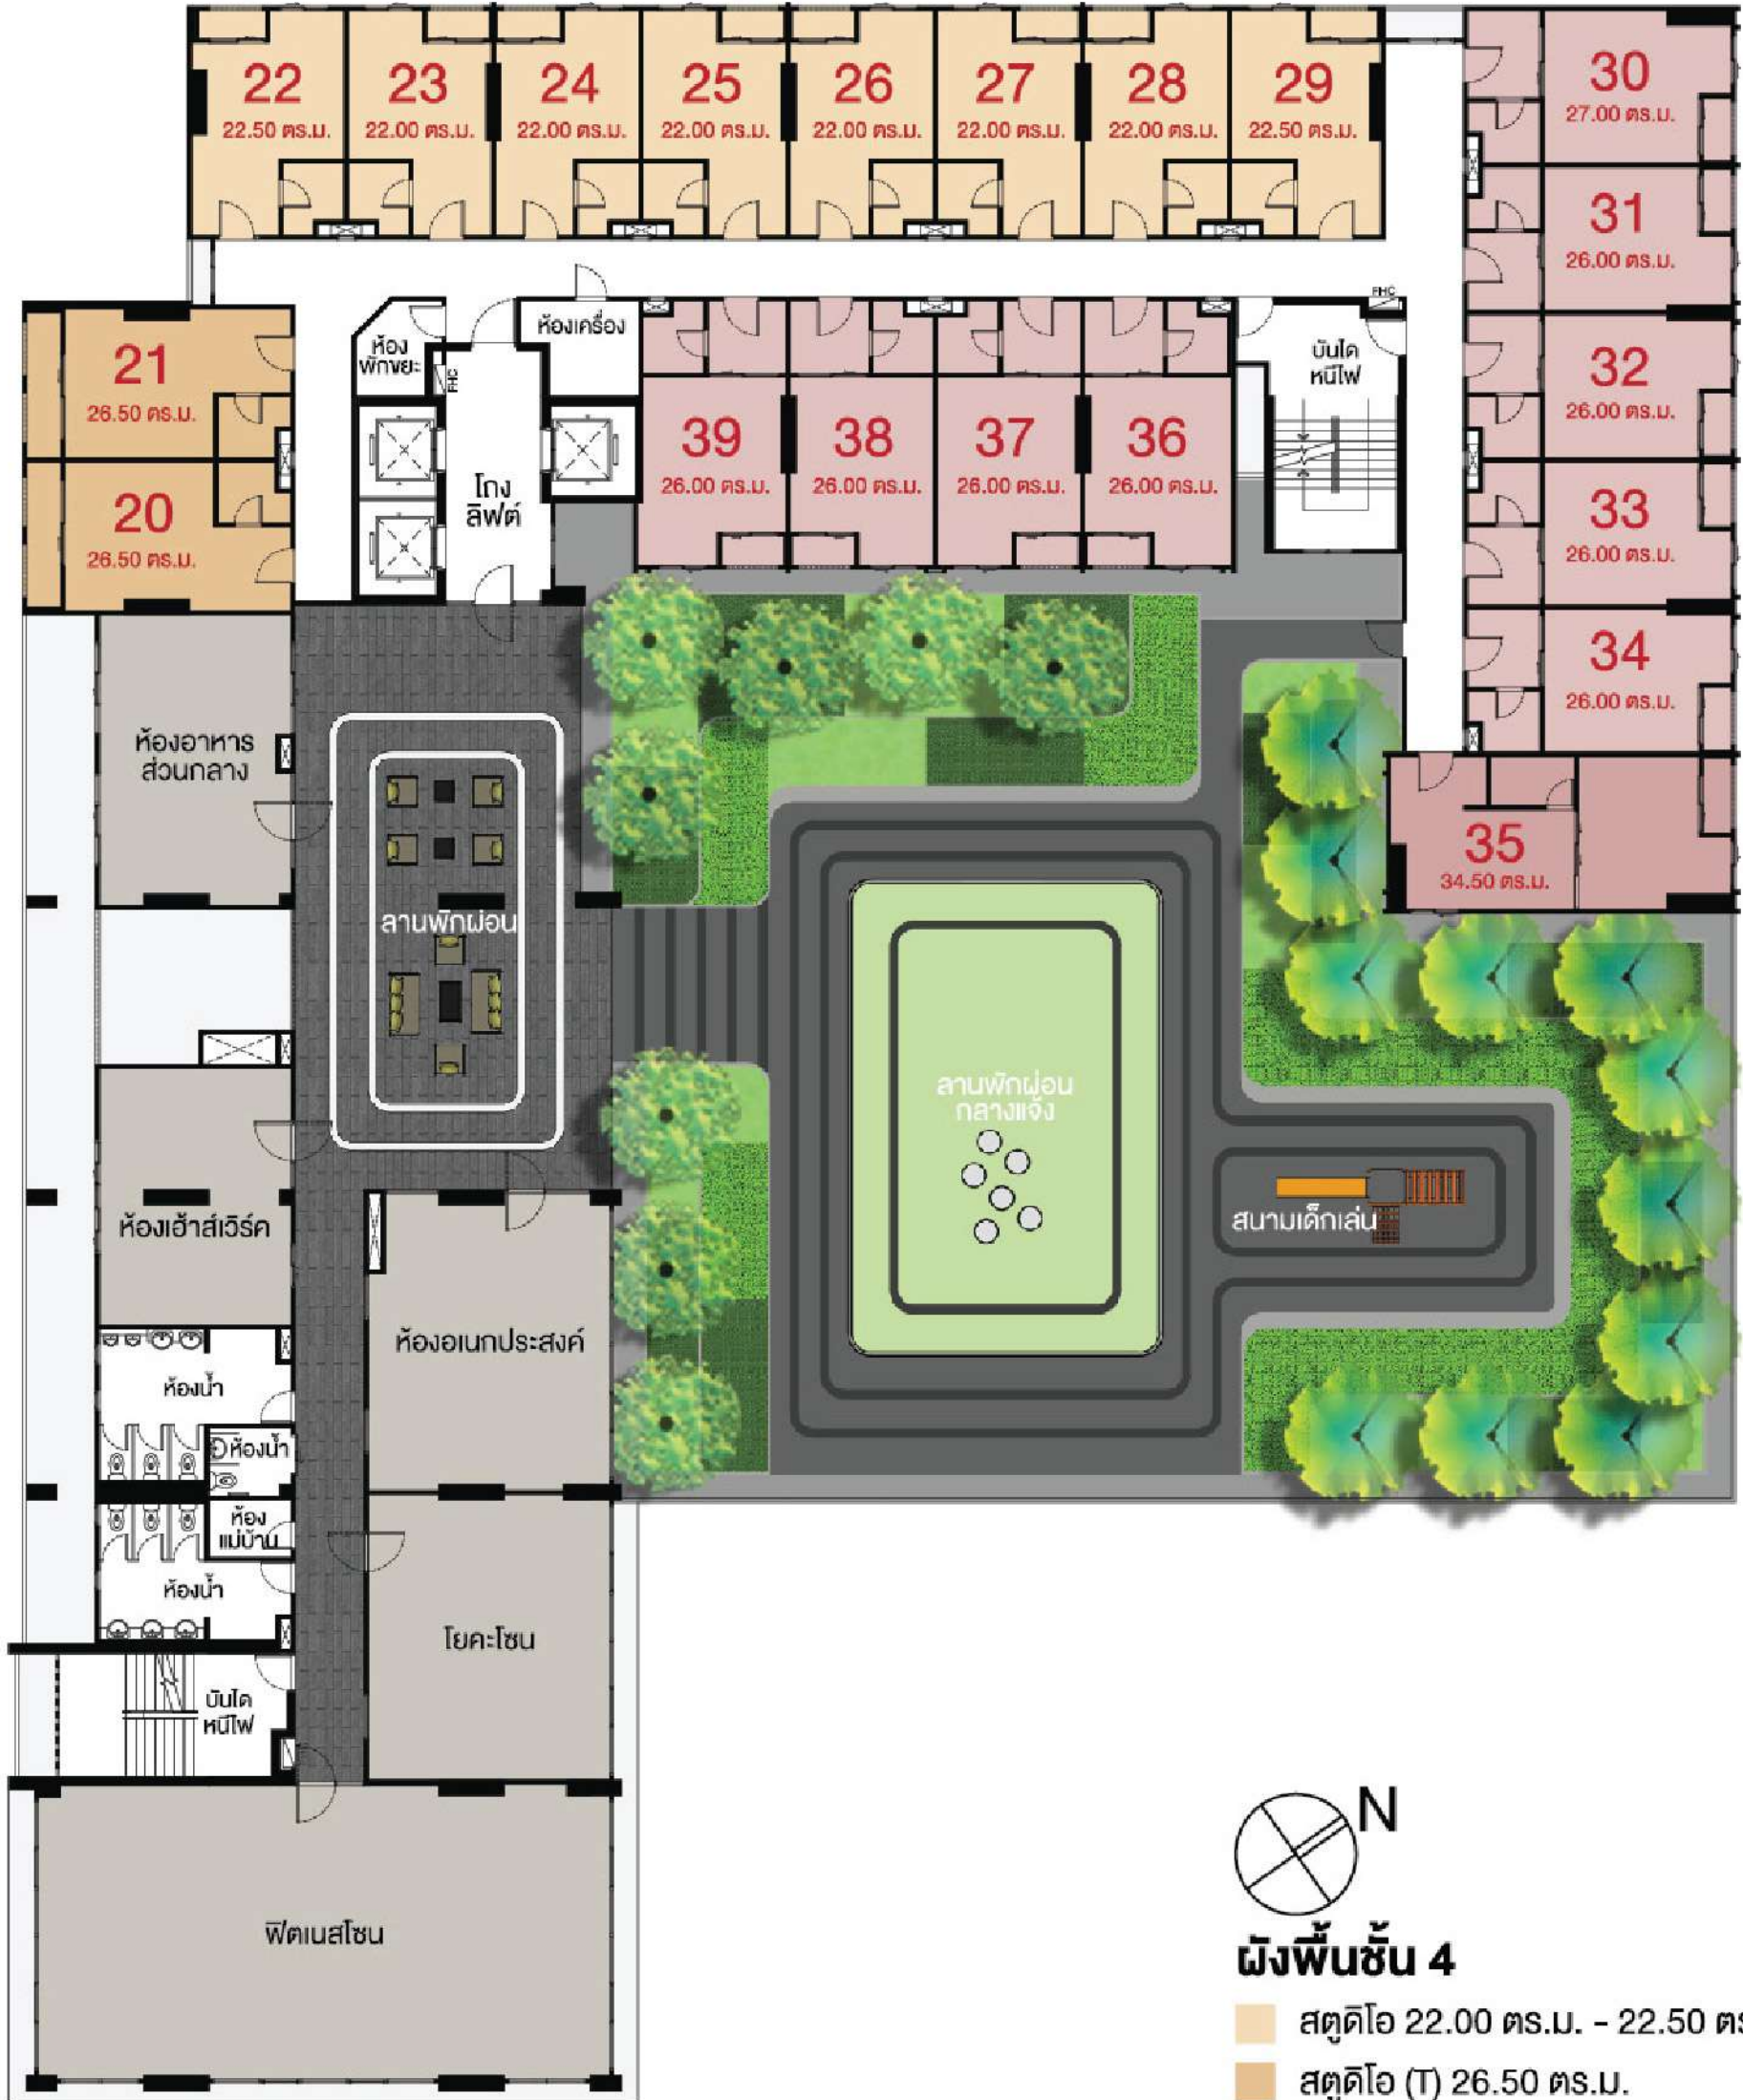 22
22.50 ตร.ม.
23
22.00 ตร.ม.
24
22.00 ตร.ม.
25
22.00 ตร.ม.
26
22.00 ตร.ม.
27
22.00 ตร.ม.
28
22.00 ตร.ม.
29
22.50 ตร.ม.
30
27.00 ตร.ม.
31
26.00 ตร.ม.
32
26.00 ตร.ม.
33
26.00 ตร.ม.
34
26.00 ตร.ม.
35
34.50 ตร.ม.
21
26.50 ตร.ม.
20
26.50 ตร.ม.
ห้อง
พักขยะ
FHC
ห้องเครื่อง
โถง
ลิฟต์
39
26.00 ตร.ม.
38
26.00 ตร.ม.
37
26.00 ตร.ม.
36
26.00 ตร.ม.
FHC
บันได
หนีไฟ
ห้องอาหาร
ส่วนกลาง
ลานพักผ่อน
ลานพักผ่อน
กลางแจ้ง
สนามเด็กเล่น
ห้องเฮ้าส์เวิร์ค
ห้องอเนกประสงค์
ห้องน้ำ
ห้องน้ำ
ห้อง
แม่บ้าน
ห้องน้ำ
โยคะโซน
บันได
หนีไฟ
ฟิตเนสโซน
N
ผังพื้นชั้น 4
สตูดิโอ 22.00 ตร.ม. - 22.50 ตร
สตูดิโอ (T) 26.50 ตร.ม.